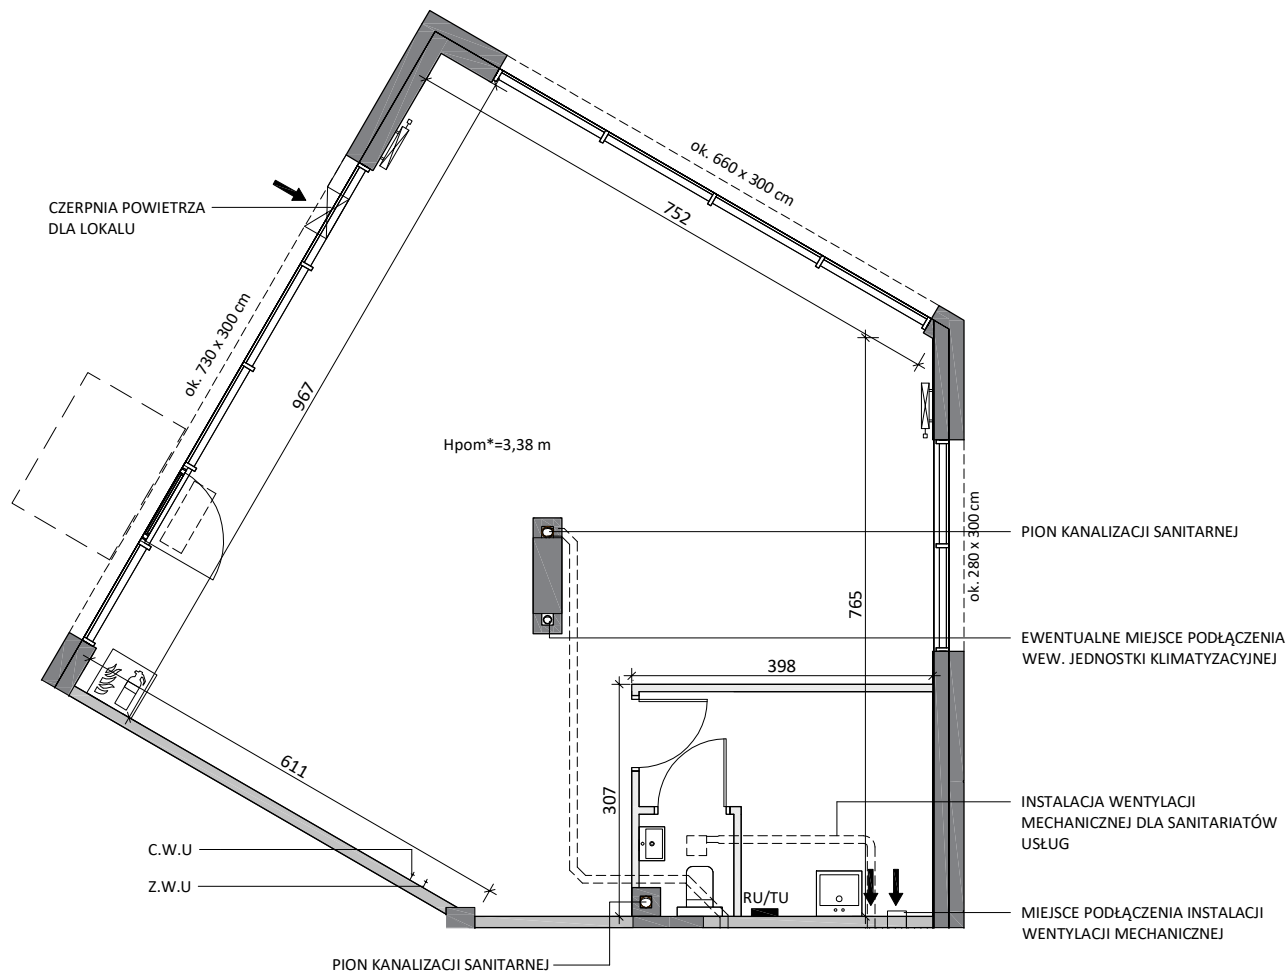 ok. 660 x 300 cm
752
CZERPNIA POWIETRZA
DLA LOKALU
ok. 730 x 300 cm
967
Hpom*=3,38 m
ok. 280 x 300 cm
PION KANALIZACJI SANITARNEJ
765
EWENTUALNE MIEJSCE PODŁĄCZENIA
WEW. JEDNOSTKI KLIMATYZACYJNEJ
398
611
307
INSTALACJA WENTYLACJI
MECHANICZNEJ DLA SANITARIATÓW
USŁUG
C.W.U
Z.W.U
RU/TU
MIEJSCE PODŁĄCZENIA INSTALACJI
WENTYLACJI MECHANICZNEJ
PION KANALIZACJI SANITARNEJ